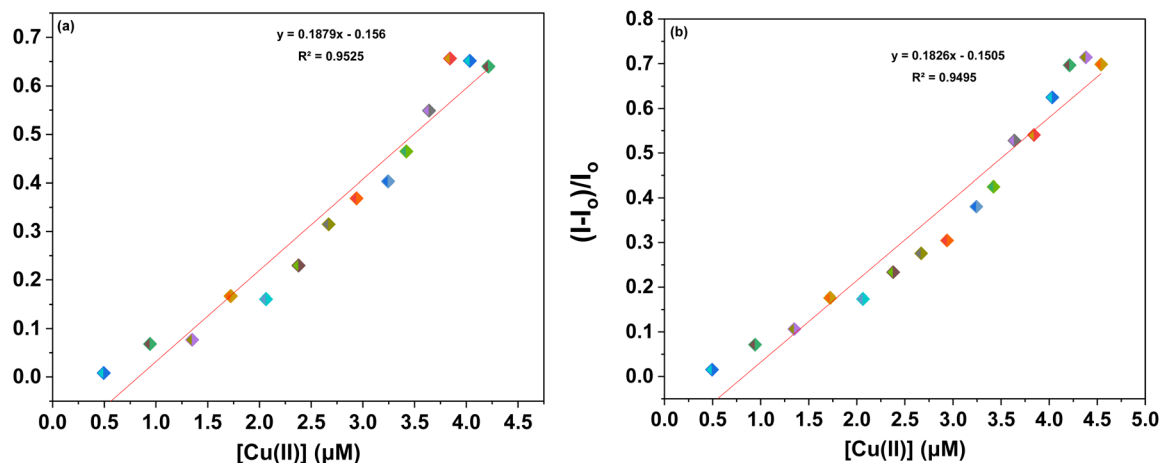 (a)
y = 0.1879x - 0.156
R² = 0.9525
0.7
0.6
0.5
0.4
0.3
0.2
0.1
0.0
0.0 0.5 1.0 1.5 2.0 2.5 3.0 3.5 4.0 4.5
[Cu(II)] (μM)
(b)
y = 0.1826x - 0.1505
R² = 0.9495
(I-Io)/Io
0.8
0.7
0.6
0.5
0.4
0.3
0.2
0.1
0.0
0.0 0.5 1.0 1.5 2.0 2.5 3.0 3.5 4.0 4.5 5.0
[Cu(II)] (μM)